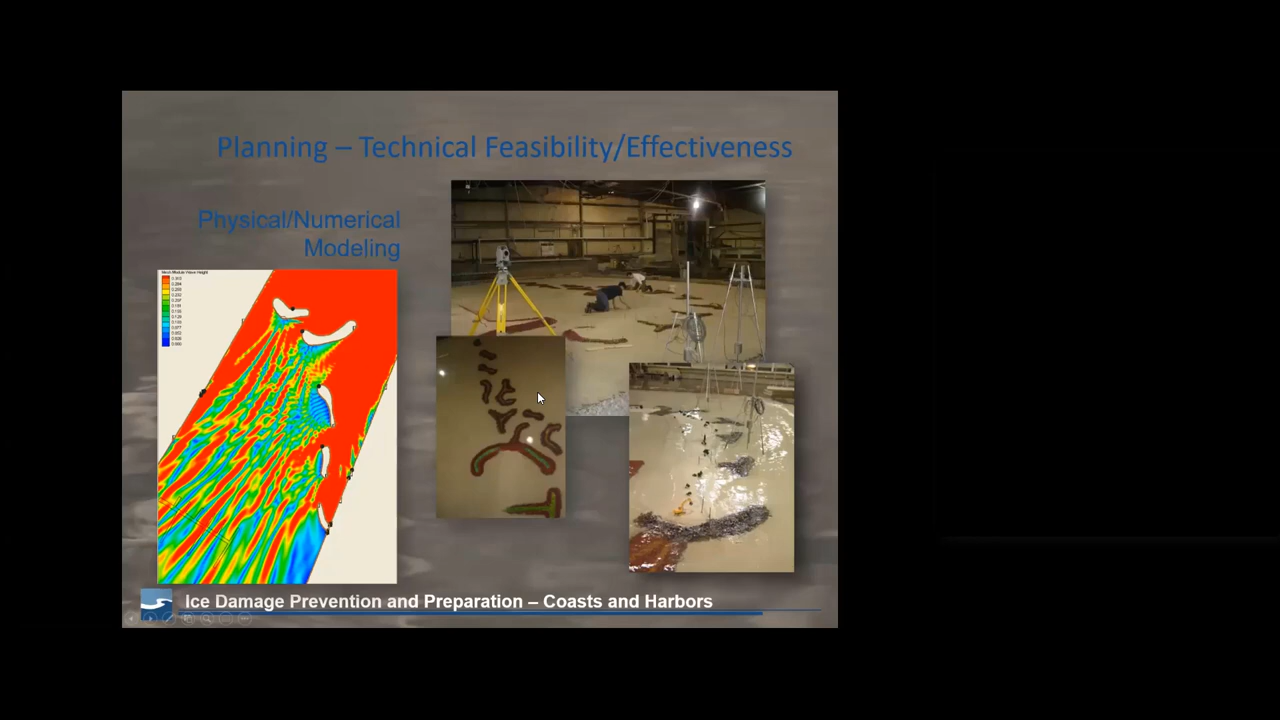 Planning – Technical Feasibility/Effectiveness
Physical/Numerical
Modeling
Ice Damage Prevention and Preparation – Coasts and Harbors